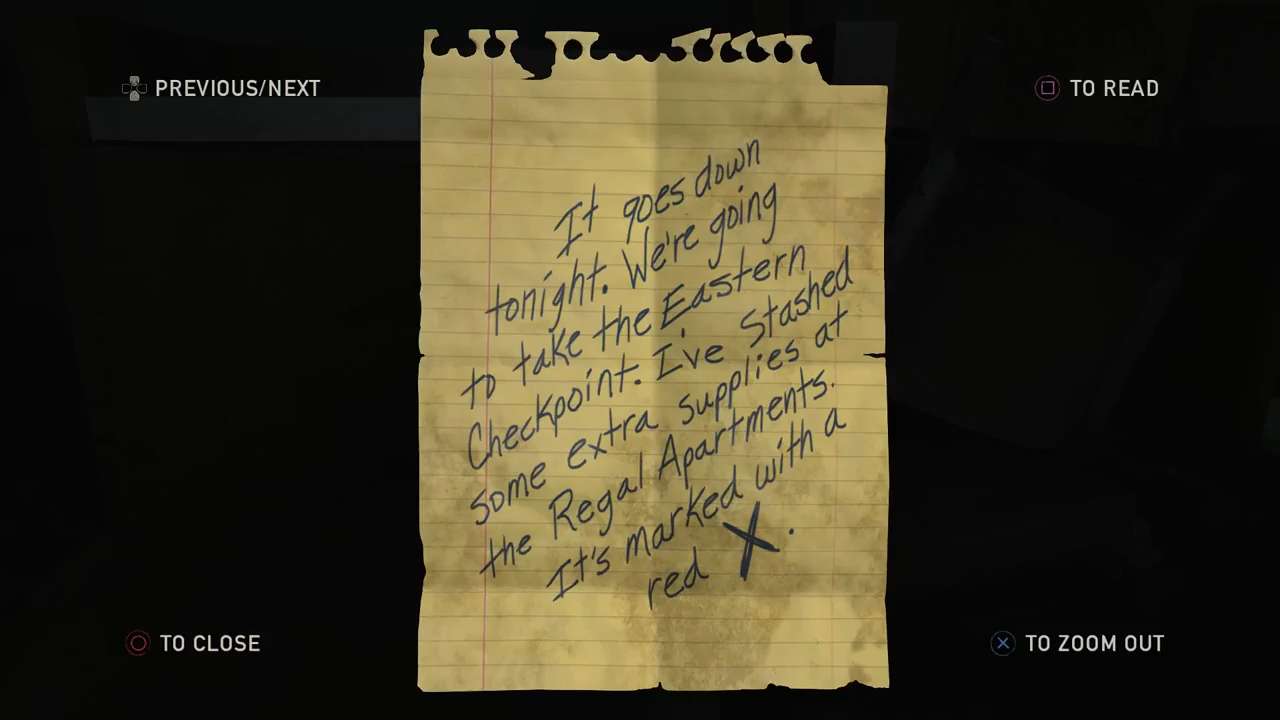 PREVIOUS/NEXT
TO READ
It goes down
tonight. We're going
to take the Eastern
Checkpoint. I've Stashed
some extra supplies at
the Regal Apartments.
It's marked with a
red X.
TO CLOSE
TO ZOOM OUT